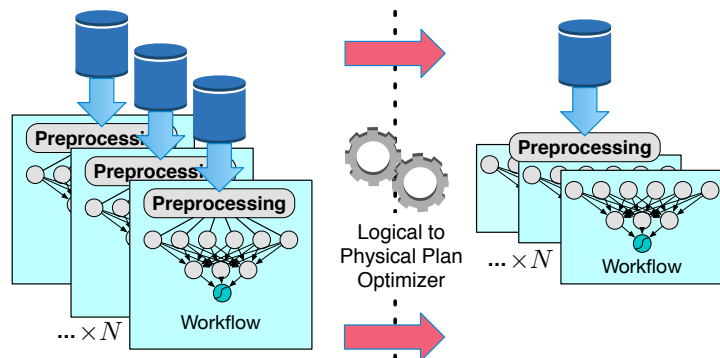 Preprocessing
Preprocessing
Preprocessing
Workflow
... × N
Logical to
Physical Plan
Optimizer
Preprocessing
Workflow
... × N